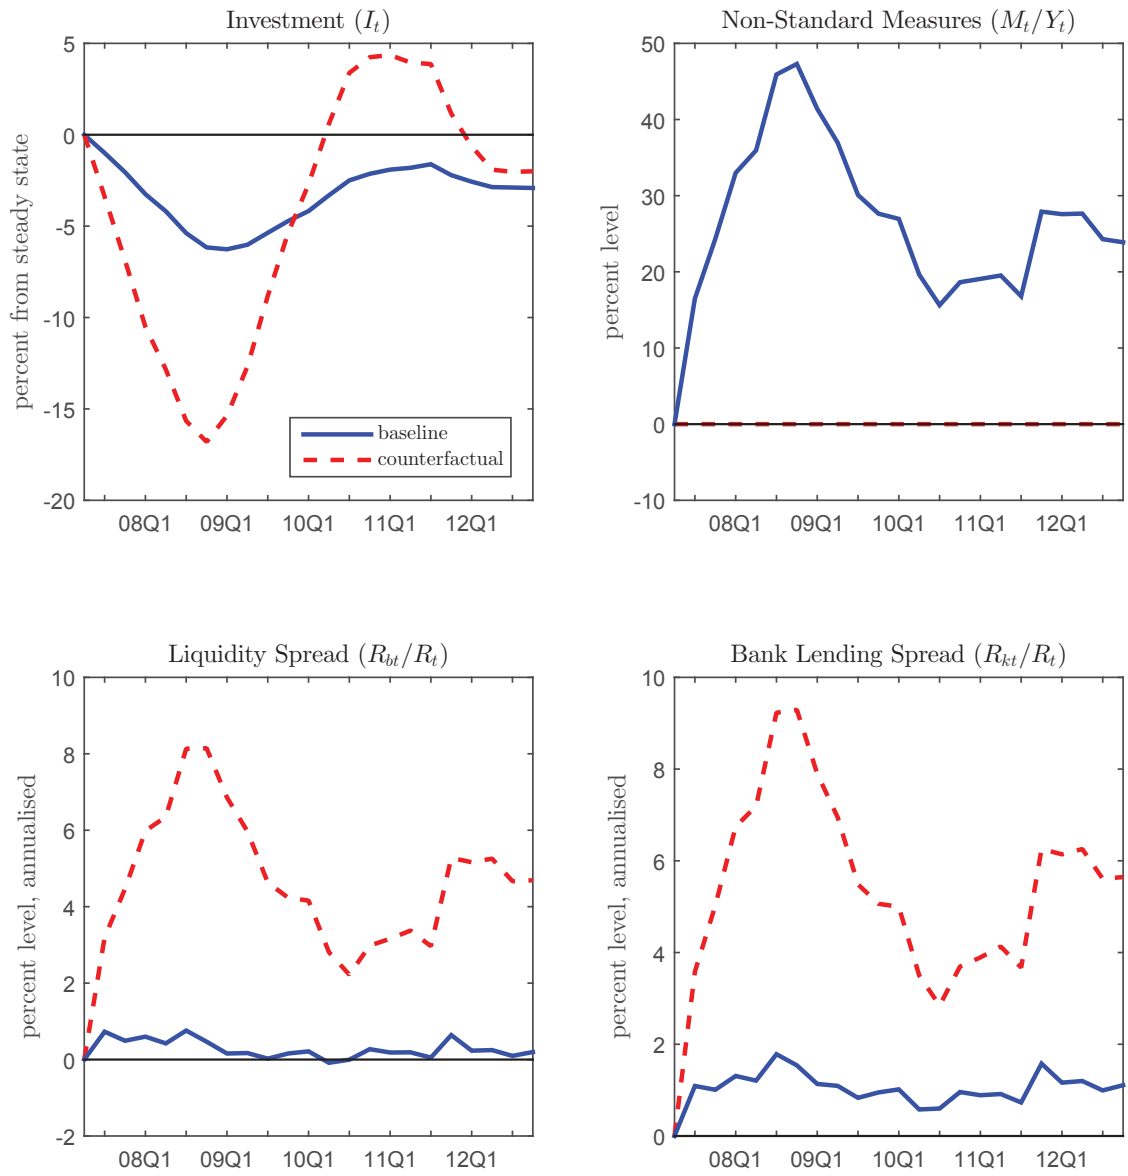 Investment (I_t)
percent from steady state
5
0
-5
-10
-15
-20
baseline
counterfactual
08Q1 09Q1 10Q1 11Q1 12Q1
Non-Standard Measures (M_t/Y_t)
percent level
50
40
30
20
10
0
-10
08Q1 09Q1 10Q1 11Q1 12Q1
Liquidity Spread (R_bt/R_t)
percent level, annualised
10
8
6
4
2
0
-2
08Q1 09Q1 10Q1 11Q1 12Q1
Bank Lending Spread (R_kt/R_t)
percent level, annualised
10
8
6
4
2
0
08Q1 09Q1 10Q1 11Q1 12Q1